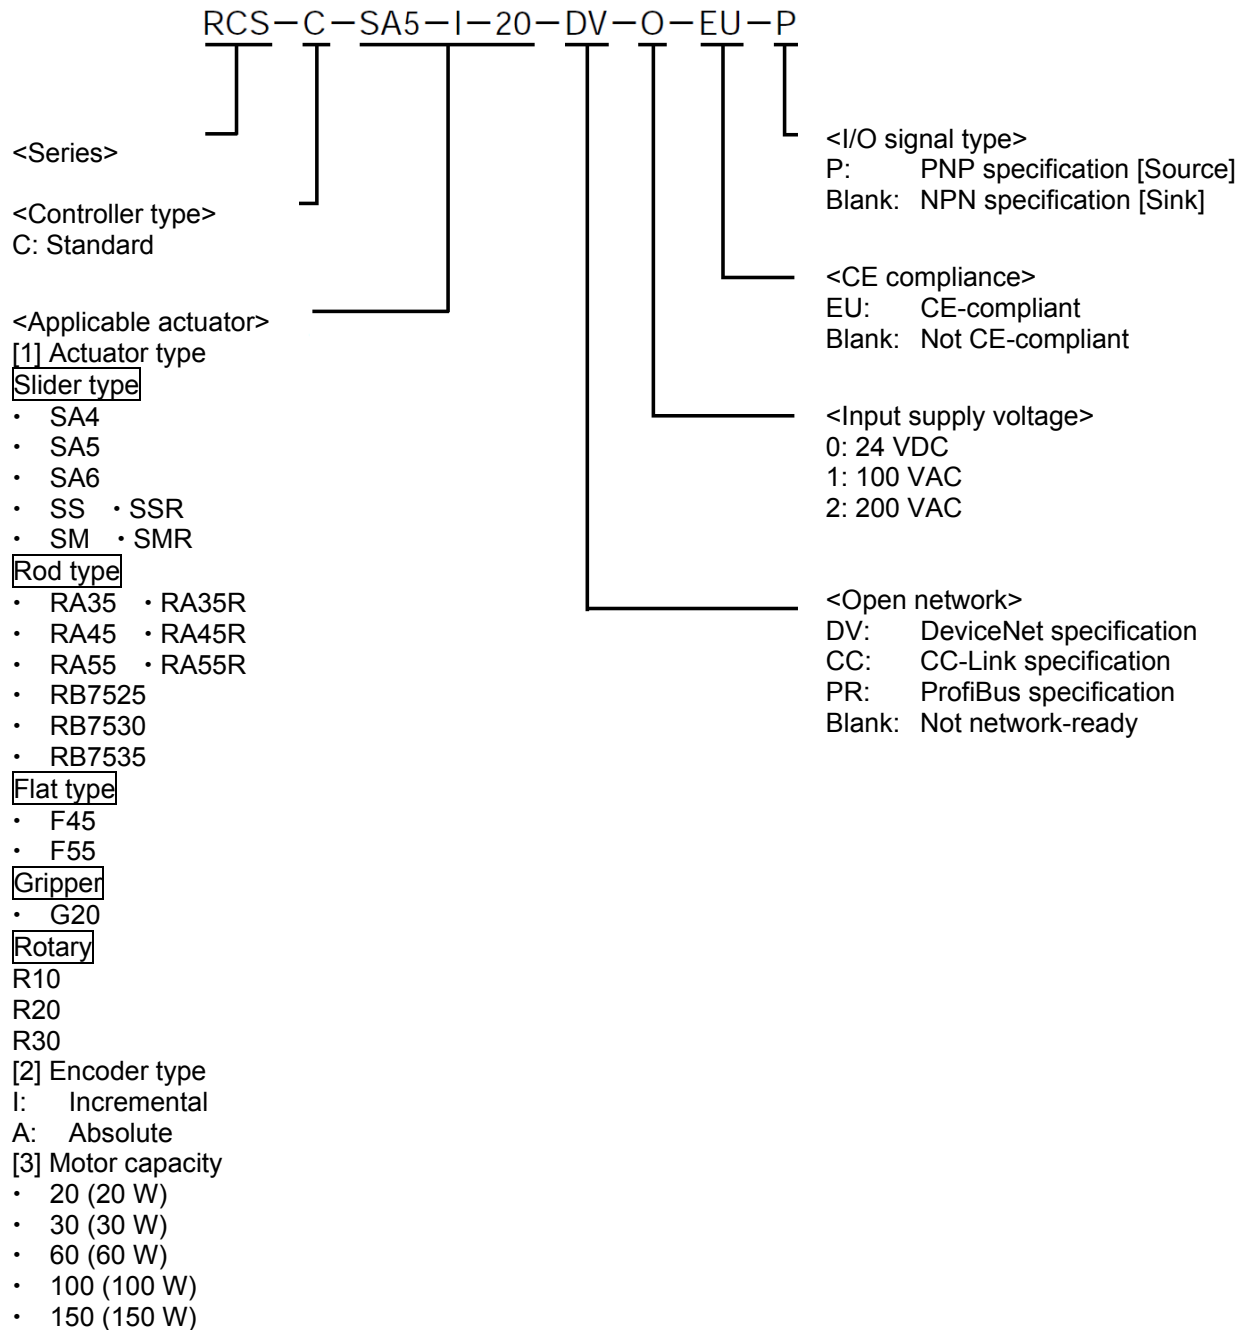 RCS－C－SA5－I－20－DV－O－EU－P
<Series>
<Controller type>
C: Standard
<Applicable actuator>
[1] Actuator type
Slider type
・ SA4
・ SA5
・ SA6
・ SS ・SSR
・ SM ・SMR
Rod type
・ RA35 ・RA35R
・ RA45 ・RA45R
・ RA55 ・RA55R
・ RB7525
・ RB7530
・ RB7535
Flat type
・ F45
・ F55
Gripper
・ G20
Rotary
R10
R20
R30
[2] Encoder type
I: Incremental
A: Absolute
[3] Motor capacity
・ 20 (20 W)
・ 30 (30 W)
・ 60 (60 W)
・ 100 (100 W)
・ 150 (150 W)
<I/O signal type>
P: PNP specification [Source]
Blank: NPN specification [Sink]
<CE compliance>
EU: CE-compliant
Blank: Not CE-compliant
<Input supply voltage>
0: 24 VDC
1: 100 VAC
2: 200 VAC
<Open network>
DV: DeviceNet specification
CC: CC-Link specification
PR: ProfiBus specification
Blank: Not network-ready